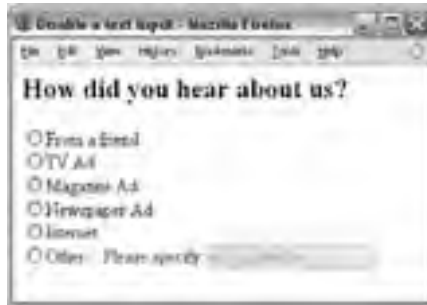 Disable a text input - Mozilla Firefox
File Edit View History Bookmarks Tools Help
How did you hear about us?
From a friend
TV Ad
Magazine Ad
Newspaper Ad
Internet
Other Please specify